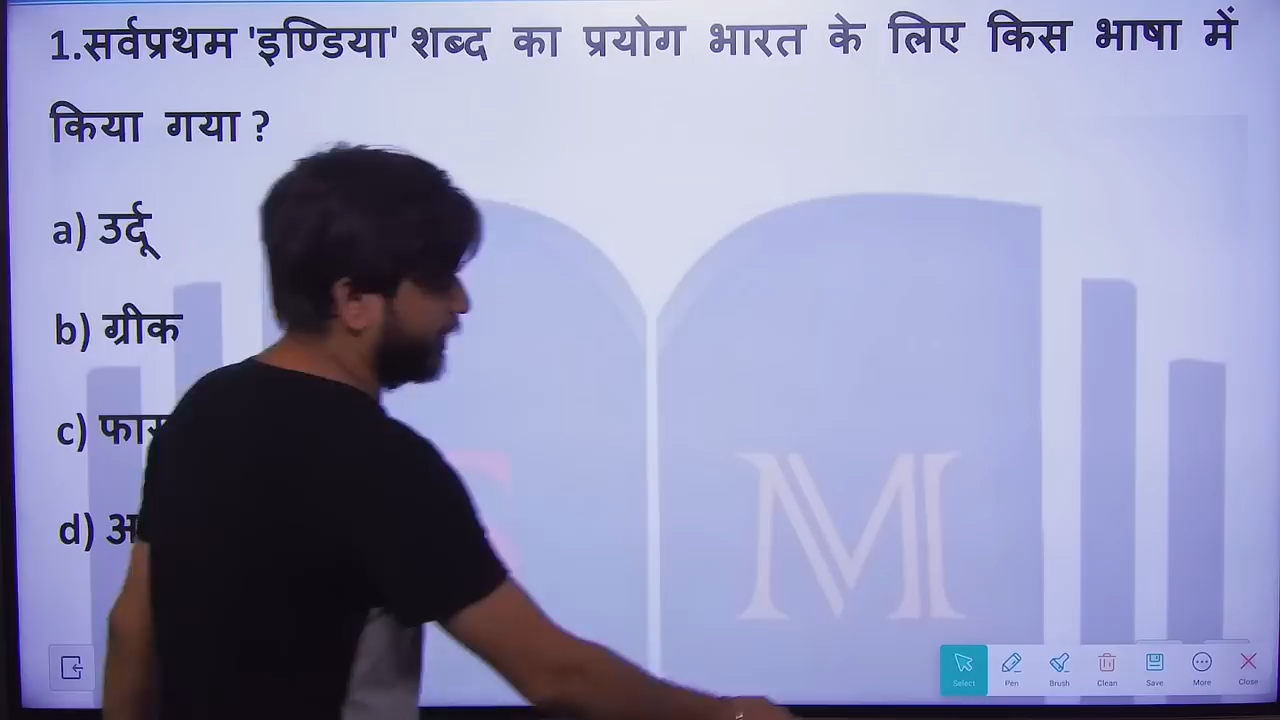 1.सर्वप्रथम 'इण्डिया' शब्द का प्रयोग भारत के लिए किस भाषा में
किया गया ?
a) उर्दू
b) ग्रीक
c)
d)
M
Select Pen Brush Clean Save More Close